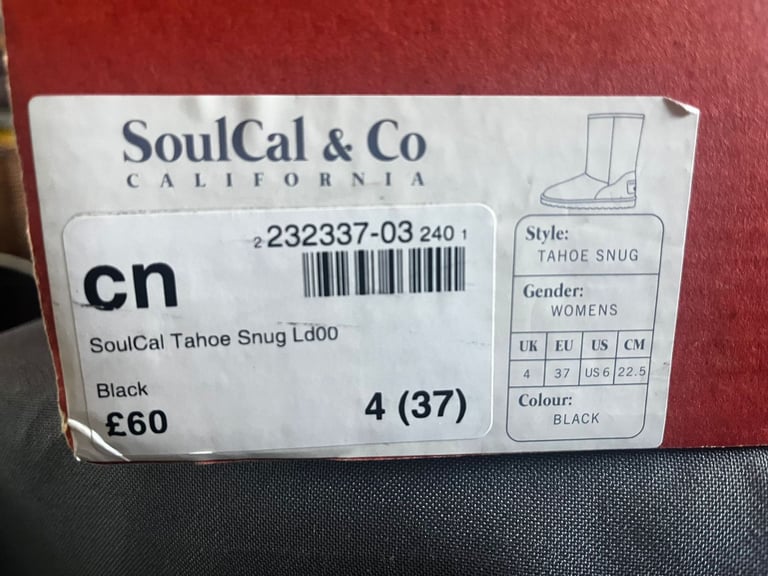 SoulCal & Co
CALIFORNIA
2 232337-03 240 1
cn
SoulCal Tahoe Snug Ld00
Black
£60
4 (37)
Style:
TAHOE SNUG
Gender:
WOMENS
UK EU US CM
4 37 US 6 22.5
Colour:
BLACK